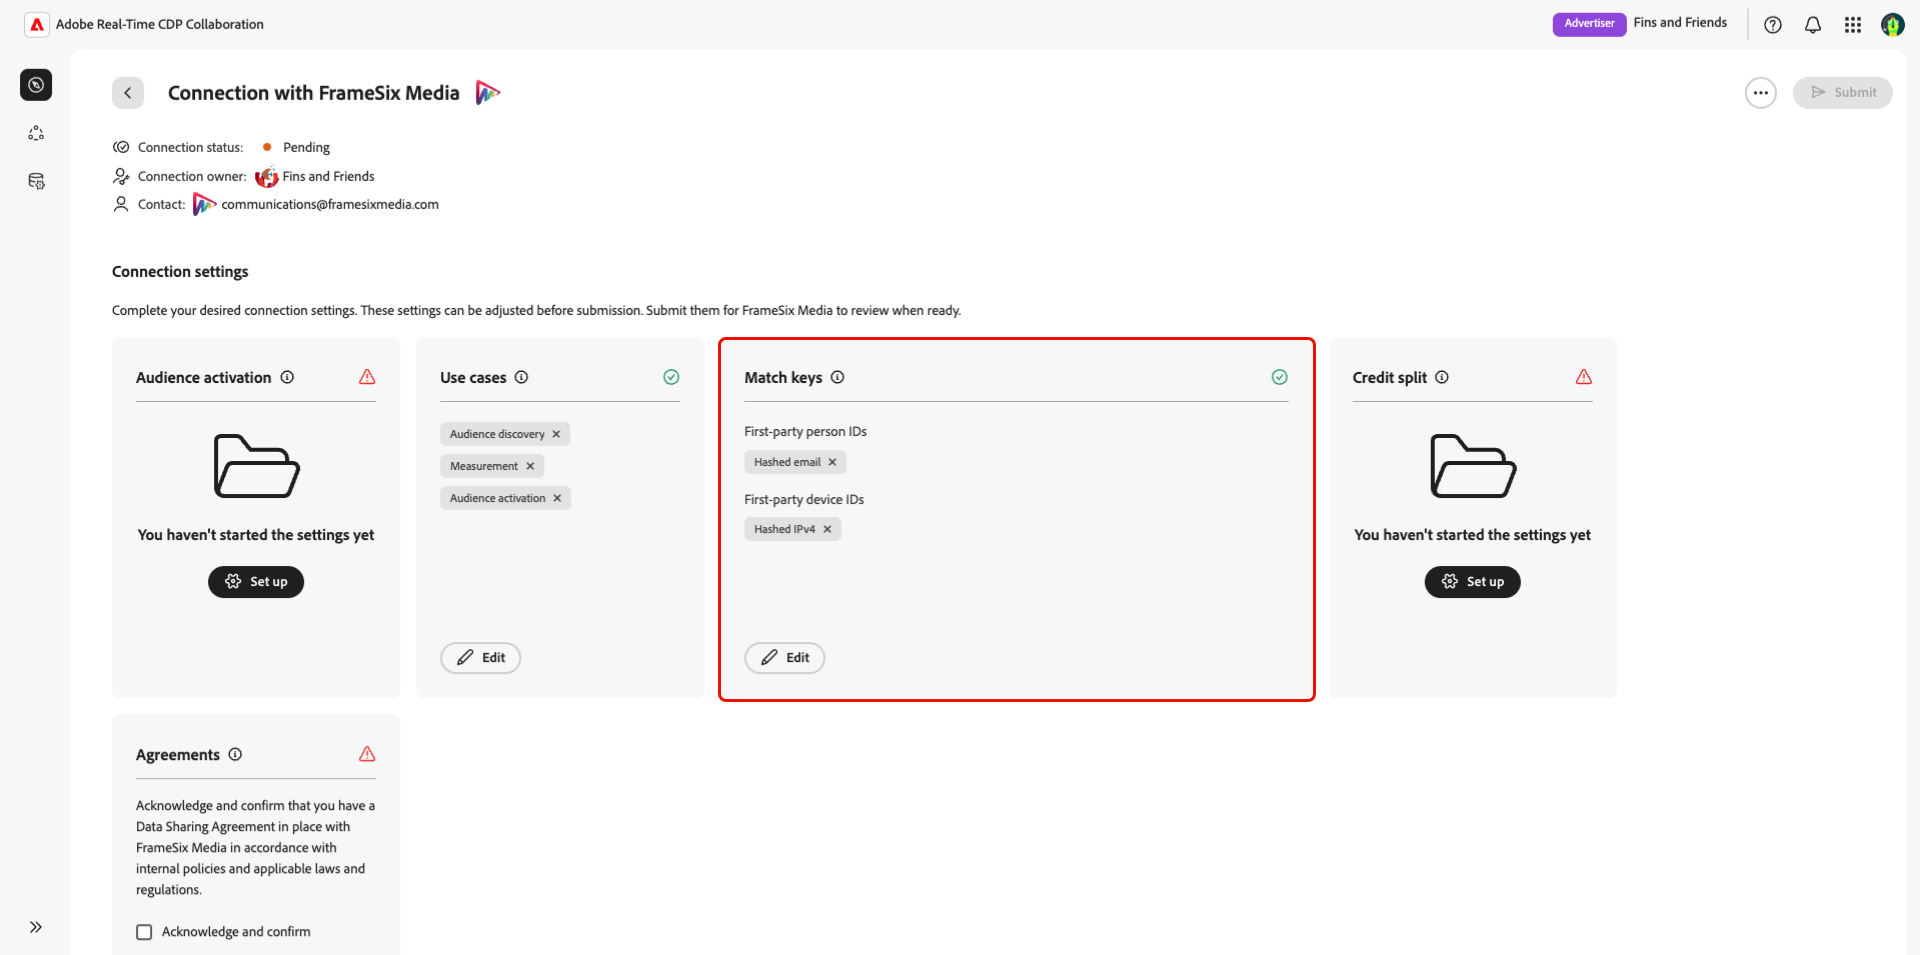 Adobe Real-Time CDP Collaboration
Advertiser
Fins and Friends
Connection with FrameSix Media
Submit
Connection status: Pending
Connection owner: Fins and Friends
Contact: communications@framesixmedia.com
Connection settings
Complete your desired connection settings. These settings can be adjusted before submission. Submit them for FrameSix Media to review when ready.
Audience activation
You haven't started the settings yet
Set up
Use cases
Audience discovery
Measurement
Audience activation
Edit
Match keys
First-party person IDs
Hashed email
First-party device IDs
Hashed IPv4
Edit
Credit split
You haven't started the settings yet
Set up
Agreements
Acknowledge and confirm that you have a
Data Sharing Agreement in place with
FrameSix Media in accordance with
internal policies and applicable laws and
regulations.
Acknowledge and confirm